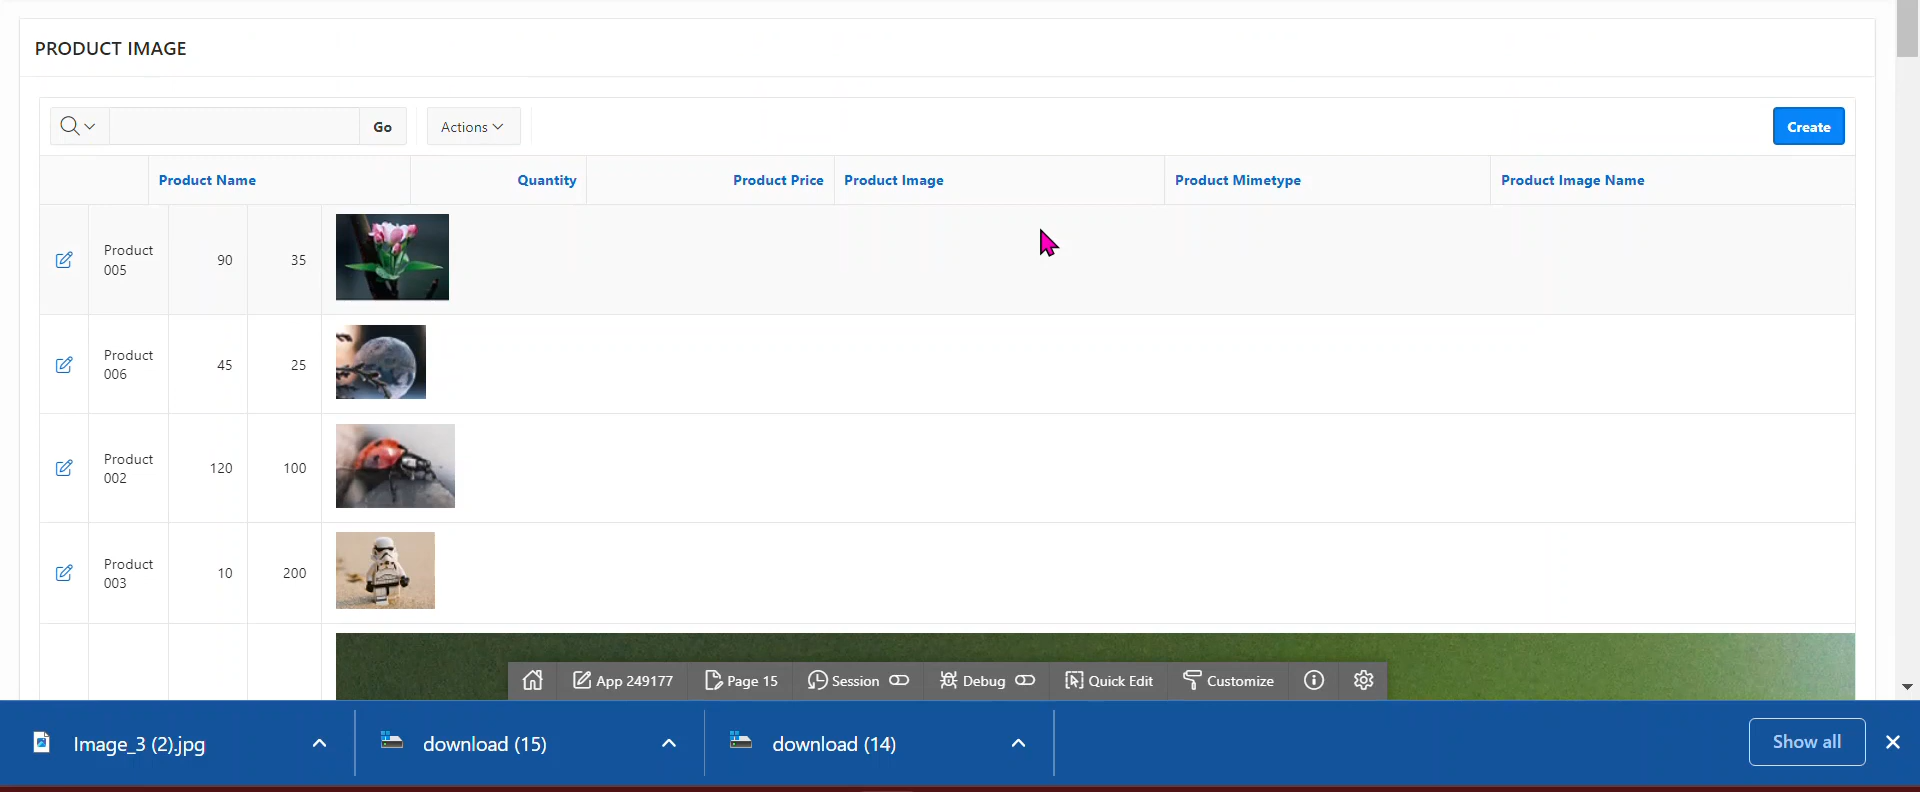 PRODUCT IMAGE
Go
Actions
Create
Product Name
Quantity
Product Price
Product Image
Product Mimetype
Product Image Name
Product
005
90
35
Product
006
45
25
Product
002
120
100
Product
003
10
200
App 249177
Page 15
Session
Debug
Quick Edit
Customize
Image_3 (2).jpg
download (15)
download (14)
Show all